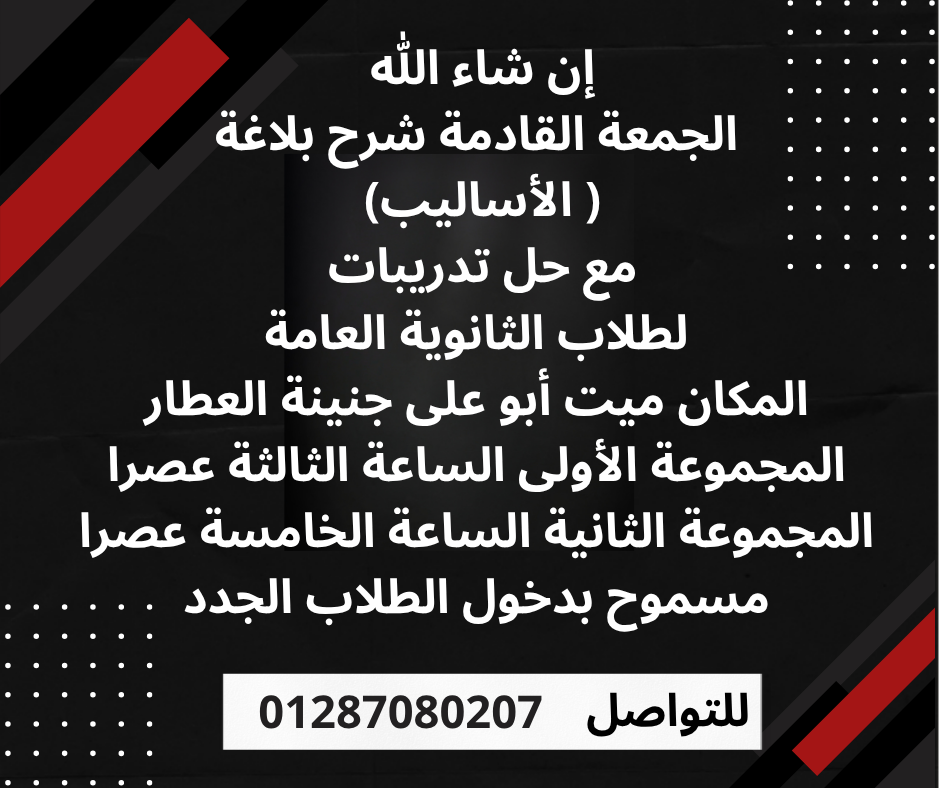 إن شاء الله
الجمعة القادمة شرح بلاغة
( الأساليب)
مع حل تدريبات
لطلاب الثانوية العامة
المكان ميت أبو على جنينة العطار
المجموعة الأولى الساعة الثالثة عصرا
المجموعة الثانية الساعة الخامسة عصرا
مسموح بدخول الطلاب الجدد
للتواصل 01287080207